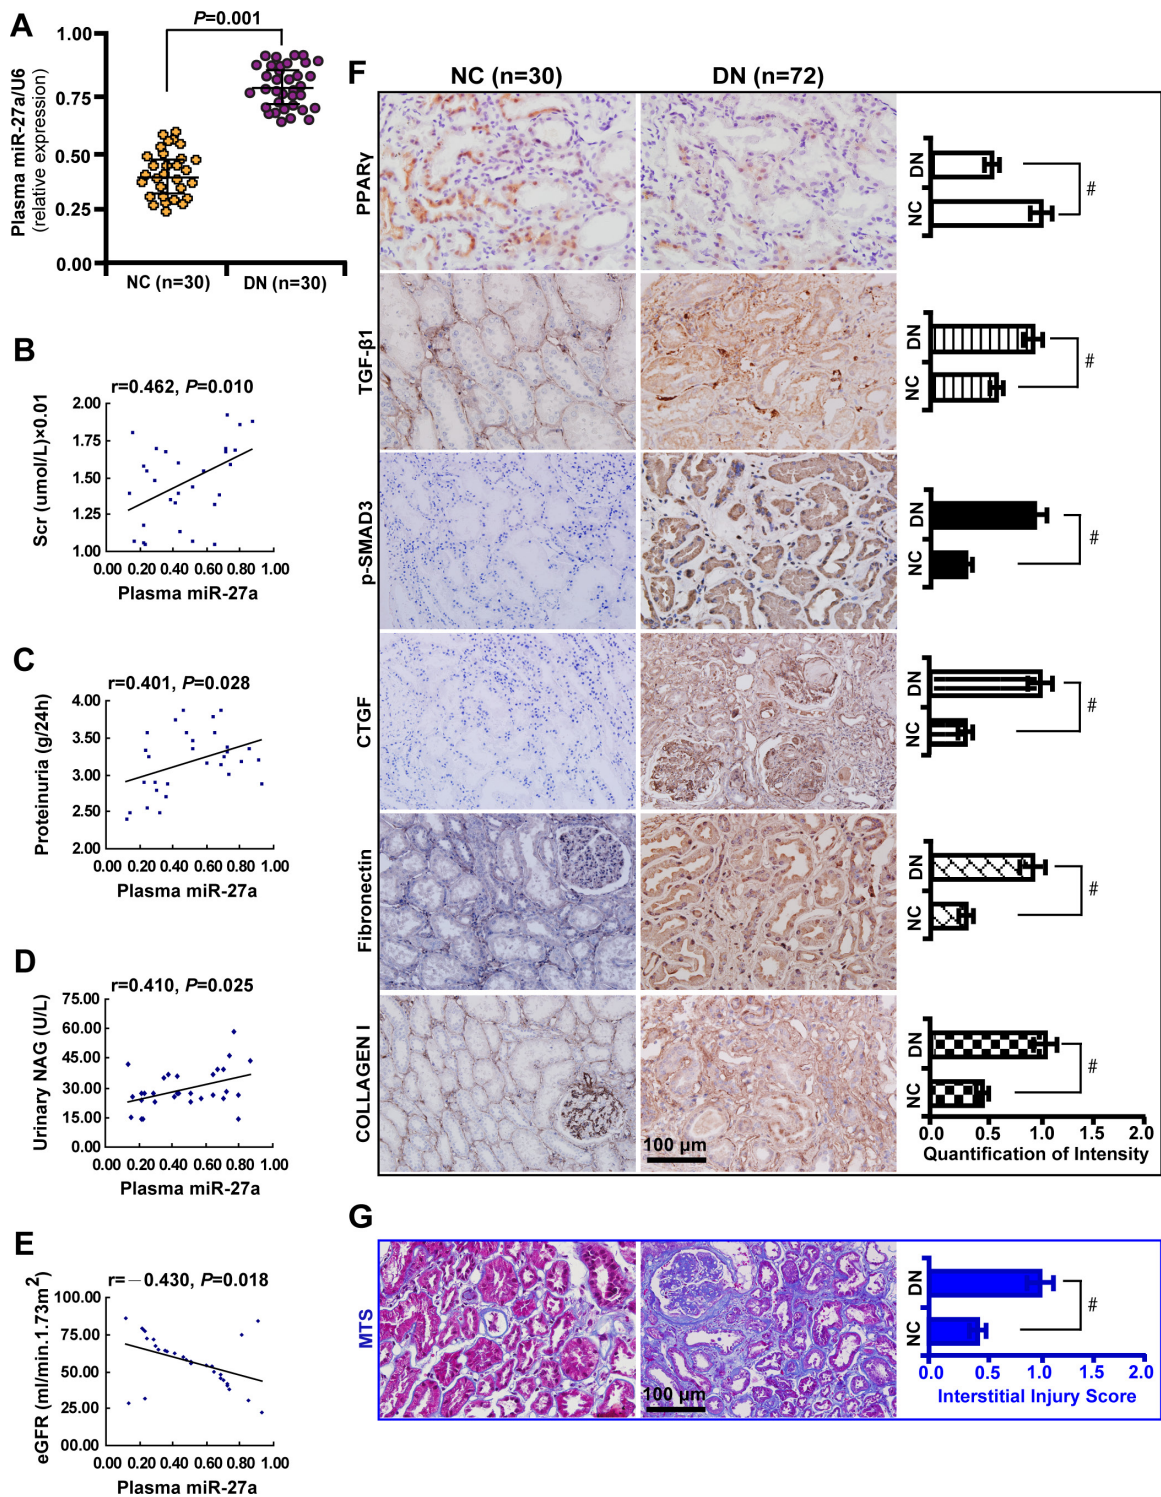 A
P=0.001
Plasma miR-27a/U6
(relative expression)
1.00
0.75
0.50
0.25
0.00
NC (n=30)
DN (n=30)
B
r=0.462, P=0.010
Scr (umol/L)×0.01
2.00
1.75
1.50
1.25
1.00
0.00 0.20 0.40 0.60 0.80 1.00
Plasma miR-27a
C
r=0.401, P=0.028
Proteinuria (g/24h)
4.00
3.50
3.00
2.50
2.00
0.00 0.20 0.40 0.60 0.80 1.00
Plasma miR-27a
D
r=0.410, P=0.025
Urinary NAG (U/L)
75.00
60.00
45.00
30.00
15.00
0.00
0.00 0.20 0.40 0.60 0.80 1.00
Plasma miR-27a
E
r=−0.430, P=0.018
eGFR (ml/min.1.73m²)
100.00
75.00
50.00
25.00
00.00
0.00 0.20 0.40 0.60 0.80 1.00
Plasma miR-27a
F
NC (n=30)
DN (n=72)
PPARγ
DN
NC
#
TGF-β1
DN
NC
#
p-SMAD3
DN
NC
#
CTGF
DN
NC
#
Fibronectin
DN
NC
#
COLLAGEN I
100 μm
DN
NC
#
0.0 0.5 1.0 1.5 2.0
Quantification of Intensity
G
MTS
100 μm
DN
NC
#
0.0 0.5 1.0 1.5 2.0
Interstitial Injury Score